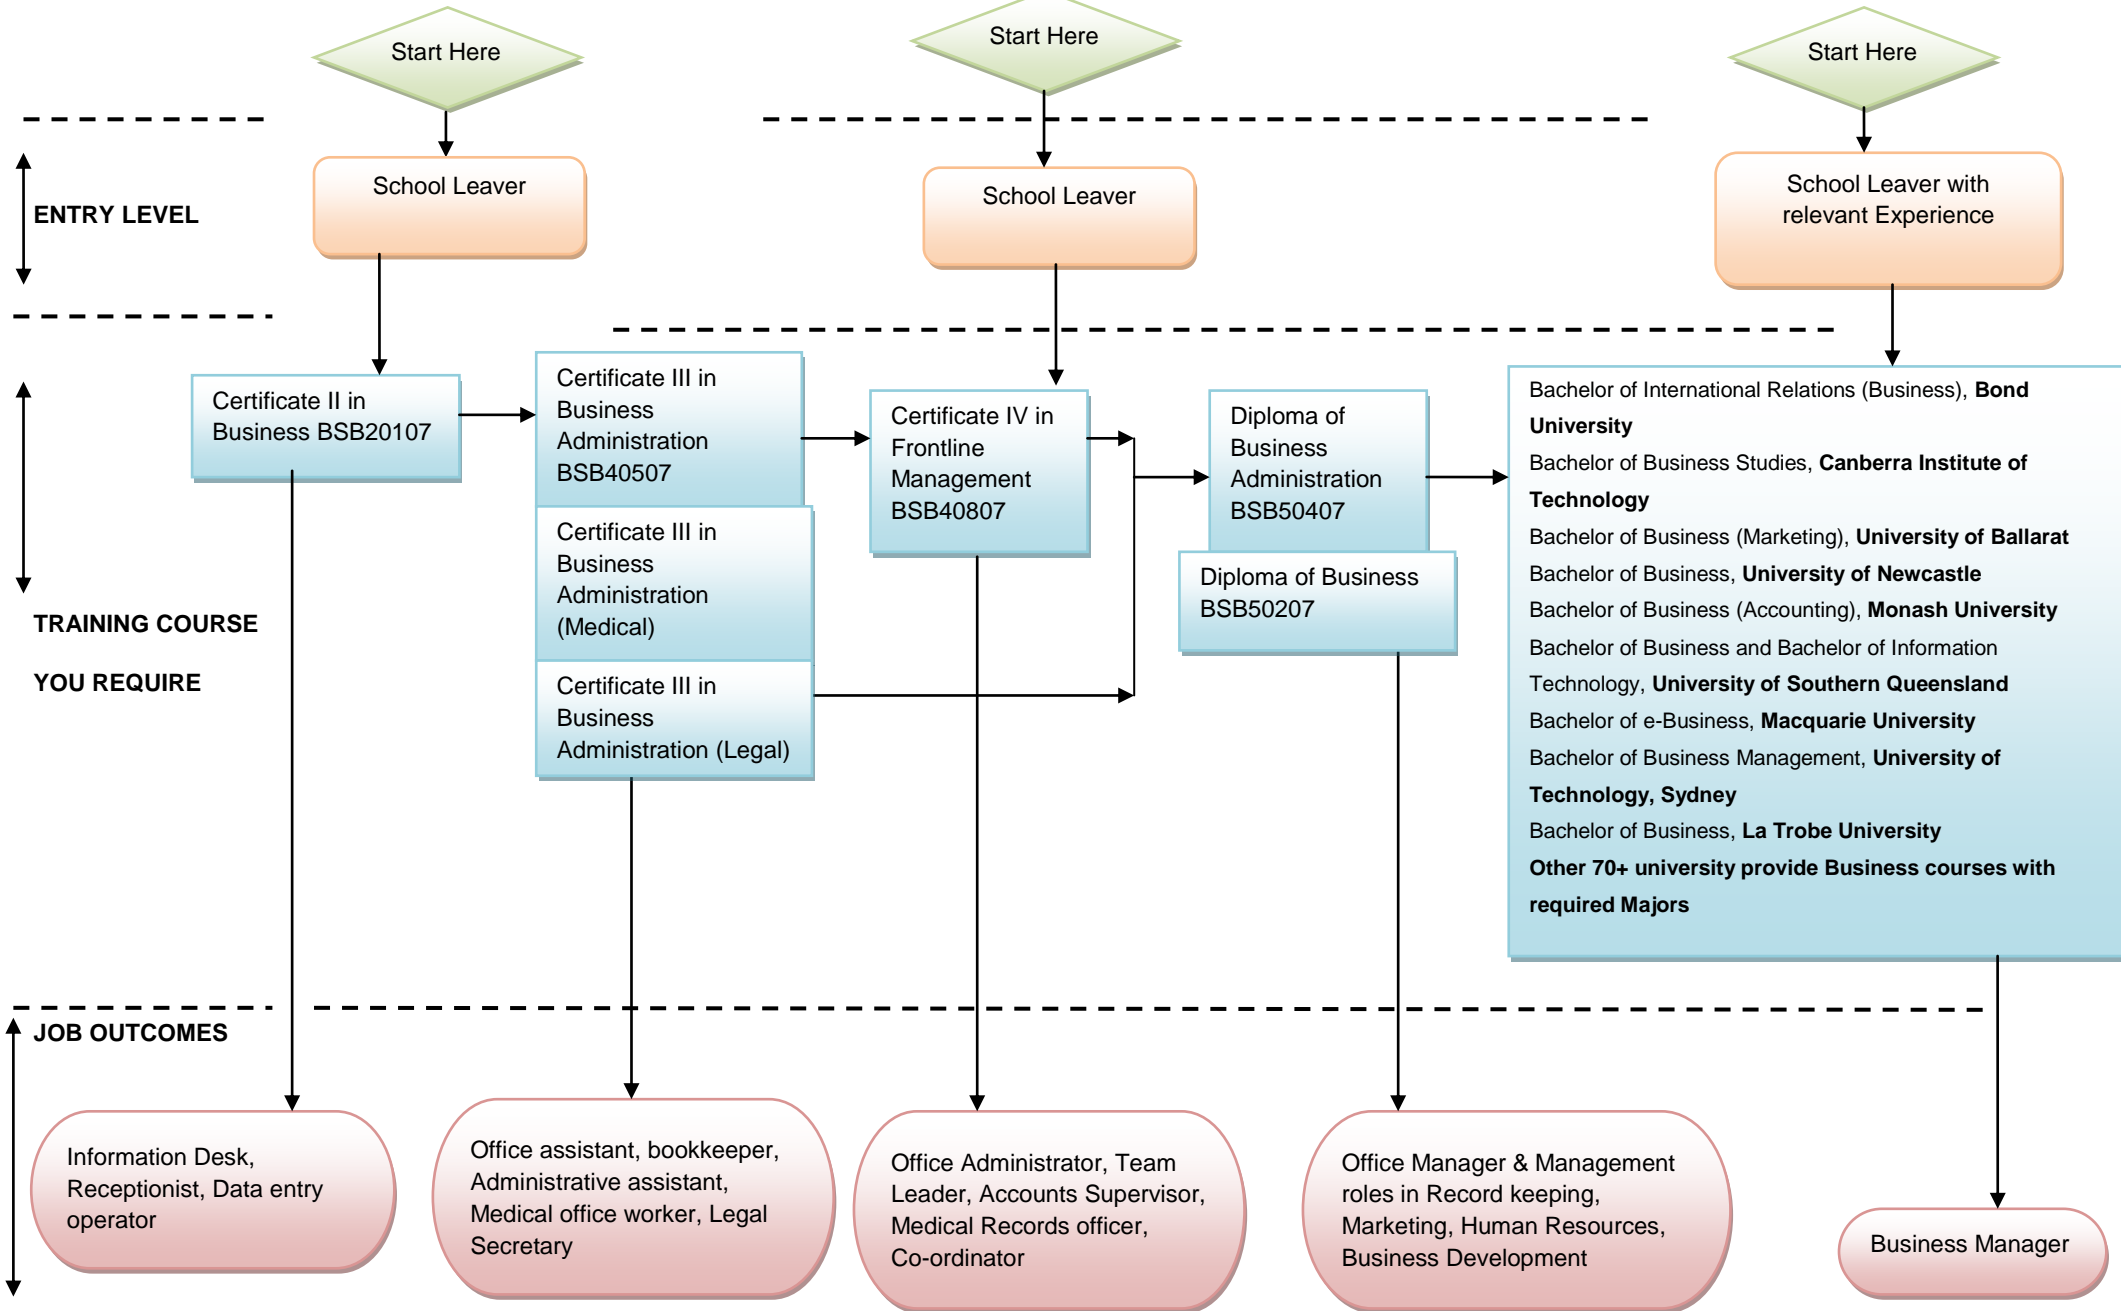 Start Here
Start Here
Start Here
ENTRY LEVEL
School Leaver
School Leaver
School Leaver with
relevant Experience
TRAINING COURSE
YOU REQUIRE
Certificate II in
Business BSB20107
Certificate III in
Business
Administration
BSB40507
Certificate III in
Business
Administration
(Medical)
Certificate III in
Business
Administration (Legal)
Certificate IV in
Frontline
Management
BSB40807
Diploma of
Business
Administration
BSB50407
Diploma of Business
BSB50207
Bachelor of International Relations (Business), Bond
University
Bachelor of Business Studies, Canberra Institute of
Technology
Bachelor of Business (Marketing), University of Ballarat
Bachelor of Business, University of Newcastle
Bachelor of Business (Accounting), Monash University
Bachelor of Business and Bachelor of Information
Technology, University of Southern Queensland
Bachelor of e-Business, Macquarie University
Bachelor of Business Management, University of
Technology, Sydney
Bachelor of Business, La Trobe University
Other 70+ university provide Business courses with
required Majors
JOB OUTCOMES
Information Desk,
Receptionist, Data entry
operator
Office assistant, bookkeeper,
Administrative assistant,
Medical office worker, Legal
Secretary
Office Administrator, Team
Leader, Accounts Supervisor,
Medical Records officer,
Co-ordinator
Office Manager & Management
roles in Record keeping,
Marketing, Human Resources,
Business Development
Business Manager